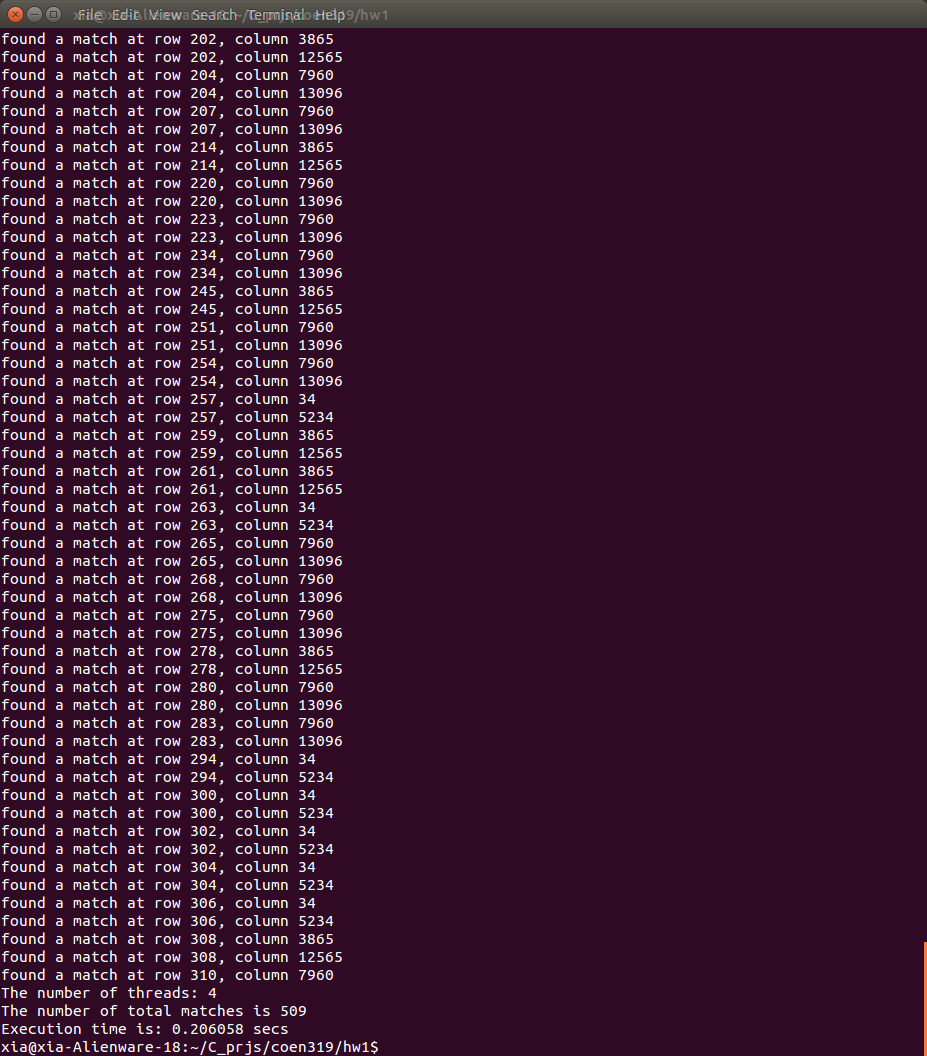 File Edit View Search Terminal Help
found a match at row 202, column 3865
found a match at row 202, column 12565
found a match at row 204, column 7960
found a match at row 204, column 13096
found a match at row 207, column 7960
found a match at row 207, column 13096
found a match at row 214, column 3865
found a match at row 214, column 12565
found a match at row 220, column 7960
found a match at row 220, column 13096
found a match at row 223, column 7960
found a match at row 223, column 13096
found a match at row 234, column 7960
found a match at row 234, column 13096
found a match at row 245, column 3865
found a match at row 245, column 12565
found a match at row 251, column 7960
found a match at row 251, column 13096
found a match at row 254, column 7960
found a match at row 254, column 13096
found a match at row 257, column 34
found a match at row 257, column 5234
found a match at row 259, column 3865
found a match at row 259, column 12565
found a match at row 261, column 3865
found a match at row 261, column 12565
found a match at row 263, column 34
found a match at row 263, column 5234
found a match at row 265, column 7960
found a match at row 265, column 13096
found a match at row 268, column 7960
found a match at row 268, column 13096
found a match at row 275, column 7960
found a match at row 275, column 13096
found a match at row 278, column 3865
found a match at row 278, column 12565
found a match at row 280, column 7960
found a match at row 280, column 13096
found a match at row 283, column 7960
found a match at row 283, column 13096
found a match at row 294, column 34
found a match at row 294, column 5234
found a match at row 300, column 34
found a match at row 300, column 5234
found a match at row 302, column 34
found a match at row 302, column 5234
found a match at row 304, column 34
found a match at row 304, column 5234
found a match at row 306, column 34
found a match at row 306, column 5234
found a match at row 308, column 3865
found a match at row 308, column 12565
found a match at row 310, column 7960
The number of threads: 4
The number of total matches is 509
Execution time is: 0.206058 secs
xia@xia-Alienware-18:~/C_prjs/coen319/hw1$